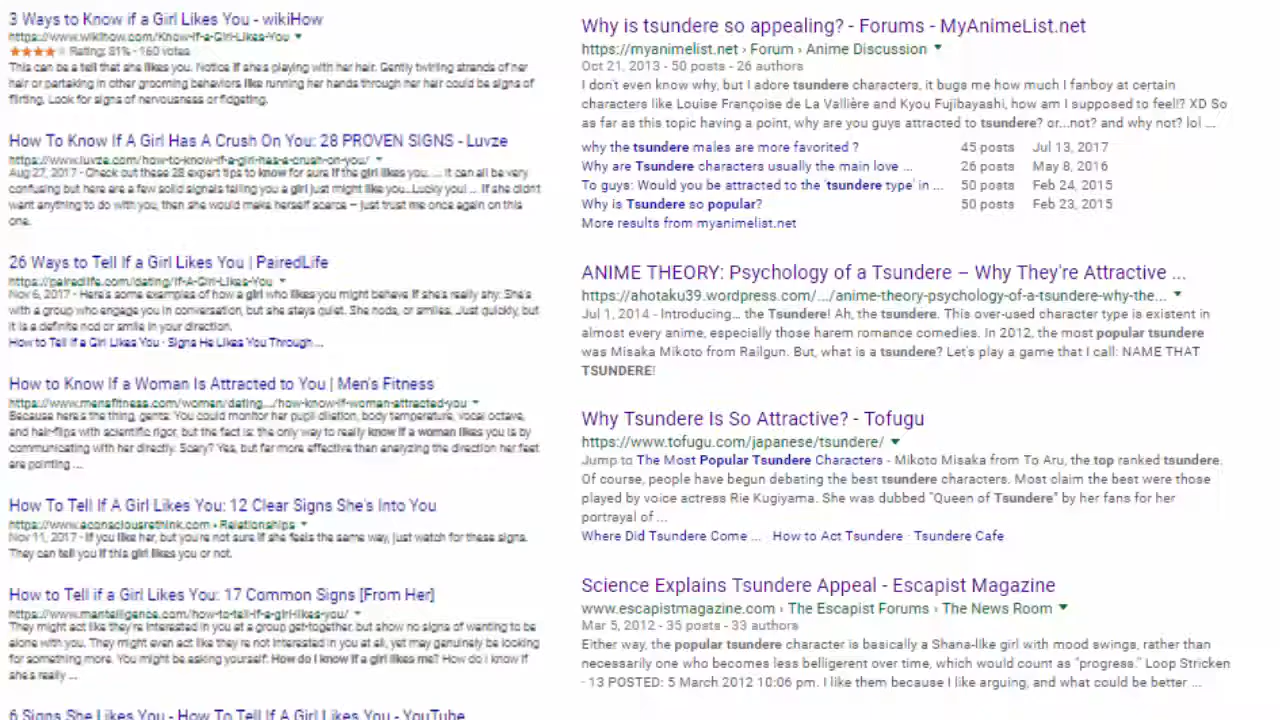 3 Ways to Know if a Girl Likes You - wikiHow
https://www.wikihow.com/Know-if-a-Girl-Likes-You
Rating: 81% - 160 votes
This can be a tell that she likes you. Notice if she's playing with her hair. Gently twirling strands of her
hair or partaking in other grooming behaviors like running her hands through her hair could be signs of
flirting. Look for signs of nervousness or fidgeting.
How To Know If A Girl Has A Crush On You: 28 PROVEN SIGNS - Luvze
https://www.luvze.com/how-to-know-if-a-girl-has-a-crush-on-you/
Aug 27, 2017 - Check out these 28 expert tips to know for sure if the girl likes you. ... It can all be very
confusing but here are a few solid signals telling you a girl just might like you...Lucky you! ... If she didn't
want anything to do with you, then she would make herself scarce – just trust me once again on this
one.
26 Ways to Tell If a Girl Likes You | PairedLife
https://pairedlife.com/dating/If-A-Girl-Likes-You
Nov 6, 2017 - Here's some examples of how a girl who likes you might behave if she's really shy: She's
with a group who engage you in conversation, but she stays quiet. She nods, or smiles. Just quickly, but
it is a definite nod or smile in your direction.
How to Tell If a Girl Likes You · Signs He Likes You Through ...
How to Know If a Woman Is Attracted to You | Men's Fitness
https://www.mensfitness.com/women/dating.../how-know-if-woman-attracted-you
Because here's the thing, gents: You could monitor her pupil dilation, body temperature, vocal octave,
and hair-flips with scientific rigor, but the fact is: the only way to really know if a woman likes you is by
communicating with her directly. Scary? Yes, but far more effective than analyzing the direction her feet
are pointing ...
How To Tell If A Girl Likes You: 12 Clear Signs She's Into You
https://www.aconsciousrethink.com › Relationships
Nov 11, 2017 - If you like her, but you're not sure if she feels the same way, just watch for these signs.
They can tell you if this girl likes you or not.
How to Tell if a Girl Likes You: 17 Common Signs [From Her]
https://www.mantelligence.com/how-to-tell-if-a-girl-likes-you/
They might act like they're interested in you at a group get-together, but show no signs of wanting to be
alone with you. They might even act like they're not interested in you at all, yet may genuinely be looking
for something more. You might be asking yourself: How do I know if a girl likes me? How do I know if
she's really ...
6 Signs She Likes You - How To Tell If A Girl Likes You - YouTube
Why is tsundere so appealing? - Forums - MyAnimeList.net
https://myanimelist.net › Forum › Anime Discussion
Oct 21, 2013 - 50 posts - 26 authors
I don't even know why, but I adore tsundere characters, it bugs me how much I fanboy at certain
characters like Louise Françoise de La Vallière and Kyou Fujibayashi, how am I supposed to feel!? XD So
as far as this topic having a point, why are you guys attracted to tsundere? or...not? and why not? lol ...
why the tsundere males are more favorited ? 45 posts Jul 13, 2017
Why are Tsundere characters usually the main love ... 26 posts May 8, 2016
To guys: Would you be attracted to the 'tsundere type' in ... 50 posts Feb 24, 2015
Why is Tsundere so popular? 50 posts Feb 23, 2015
More results from myanimelist.net
ANIME THEORY: Psychology of a Tsundere – Why They're Attractive ...
https://ahotaku39.wordpress.com/.../anime-theory-psychology-of-a-tsundere-why-the...
Jul 1, 2014 - Introducing... the Tsundere! Ah, the tsundere. This over-used character type is existent in
almost every anime, especially those harem romance comedies. In 2012, the most popular tsundere
was Misaka Mikoto from Railgun. But, what is a tsundere? Let's play a game that I call: NAME THAT
TSUNDERE!
Why Tsundere Is So Attractive? - Tofugu
https://www.tofugu.com/japanese/tsundere/
Jump to The Most Popular Tsundere Characters - Mikoto Misaka from To Aru, the top ranked tsundere.
Of course, people have begun debating the best tsundere characters. Most claim the best were those
played by voice actress Rie Kugiyama. She was dubbed "Queen of Tsundere" by her fans for her
portrayal of ...
Where Did Tsundere Come ... How to Act Tsundere · Tsundere Cafe
Science Explains Tsundere Appeal - Escapist Magazine
www.escapistmagazine.com › The Escapist Forums › The News Room
Mar 5, 2012 - 35 posts - 33 authors
Either way, the popular tsundere character is basically a Shana-like girl with mood swings, rather than
necessarily one who becomes less belligerent over time, which would count as "progress." Loop Stricken
- 13 POSTED: 5 March 2012 10:06 pm. I like them because I like arguing, and what could be better ...